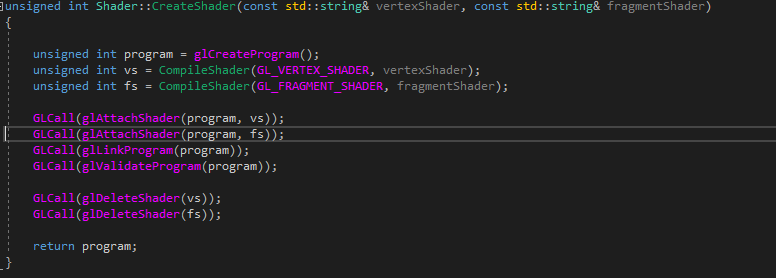 unsigned int Shader::CreateShader(const std::string& vertexShader, const std::string& fragmentShader)
{
unsigned int program = glCreateProgram();
unsigned int vs = CompileShader(GL_VERTEX_SHADER, vertexShader);
unsigned int fs = CompileShader(GL_FRAGMENT_SHADER, fragmentShader);
GLCall(glAttachShader(program, vs));
GLCall(glAttachShader(program, fs));
GLCall(glLinkProgram(program));
GLCall(glValidateProgram(program));
GLCall(glDeleteShader(vs));
GLCall(glDeleteShader(fs));
return program;
}